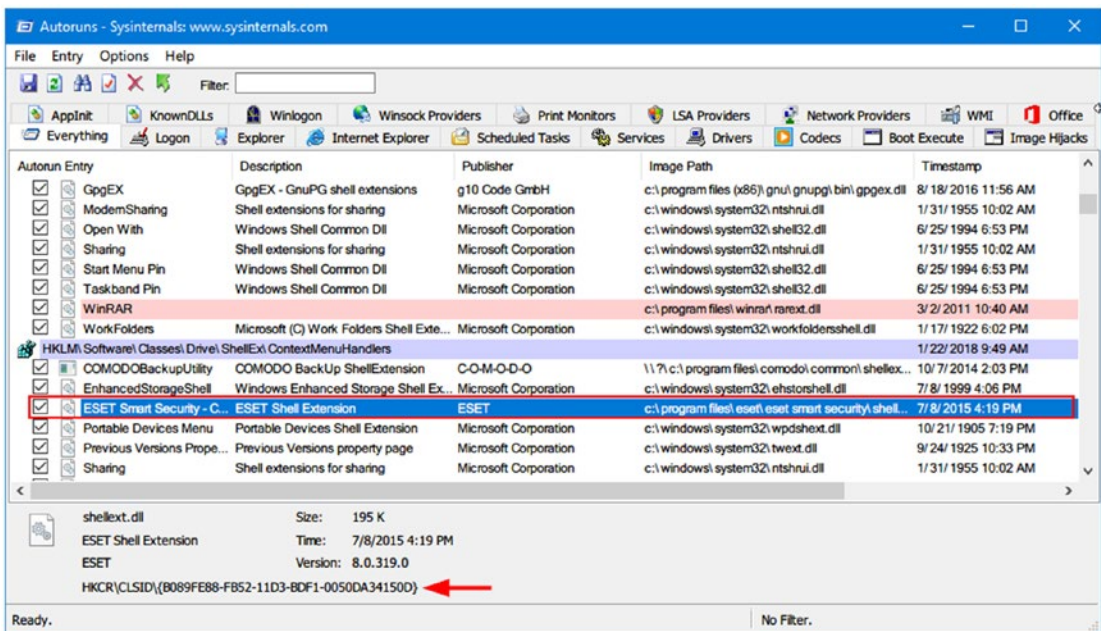 Autoruns - Sysinternals: www.sysinternals.com
File Entry Options Help
Filter:
AppInit KnownDLLs Winlogon Winsock Providers Print Monitors LSA Providers Network Providers WMI Office
Everything Logon Explorer Internet Explorer Scheduled Tasks Services Drivers Codecs Boot Execute Image Hijacks
Autorun Entry Description Publisher Image Path Timestamp
GpgEX GpgEX - GnuPG shell extensions g10 Code GmbH c:\program files (x86)\gnu\gnupg\bin\gpgex.dll 8/18/2016 11:56 AM
ModernSharing Shell extensions for sharing Microsoft Corporation c:\windows\system32\ntshrui.dll 1/31/1955 10:02 AM
Open With Windows Shell Common Dll Microsoft Corporation c:\windows\system32\shell32.dll 6/25/1994 6:53 PM
Sharing Shell extensions for sharing Microsoft Corporation c:\windows\system32\ntshrui.dll 1/31/1955 10:02 AM
Start Menu Pin Windows Shell Common Dll Microsoft Corporation c:\windows\system32\shell32.dll 6/25/1994 6:53 PM
Taskband Pin Windows Shell Common Dll Microsoft Corporation c:\windows\system32\shell32.dll 6/25/1994 6:53 PM
WinRAR c:\program files\winrar\rarext.dll 3/2/2011 10:40 AM
WorkFolders Microsoft (C) Work Folders Shell Exte... Microsoft Corporation c:\windows\system32\workfoldersshell.dll 1/17/1922 6:02 PM
HKLM\Software\Classes\Drive\ShellEx\ContextMenuHandlers 1/22/2018 9:49 AM
COMODOBackupUtility COMODO BackUp ShellExtension C-O-M-O-D-O \\?\c:\program files\comodo\common\shellex... 10/7/2014 2:03 PM
EnhancedStorageShell Windows Enhanced Storage Shell Ex... Microsoft Corporation c:\windows\system32\ehstorshell.dll 7/8/1999 4:06 PM
ESET Smart Security - C... ESET Shell Extension ESET c:\program files\eset\eset smart security\shell... 7/8/2015 4:19 PM
Portable Devices Menu Portable Devices Shell Extension Microsoft Corporation c:\windows\system32\wpdshext.dll 10/21/1905 7:19 PM
Previous Versions Prope... Previous Versions property page Microsoft Corporation c:\windows\system32\twext.dll 9/24/1925 10:33 PM
Sharing Shell extensions for sharing Microsoft Corporation c:\windows\system32\ntshrui.dll 1/31/1955 10:02 AM
shellext.dll Size: 195 K
ESET Shell Extension Time: 7/8/2015 4:19 PM
ESET Version: 8.0.319.0
HKCR\CLSID\{B089FE88-FB52-11D3-BDF1-0050DA34150D}
Ready. No Filter.